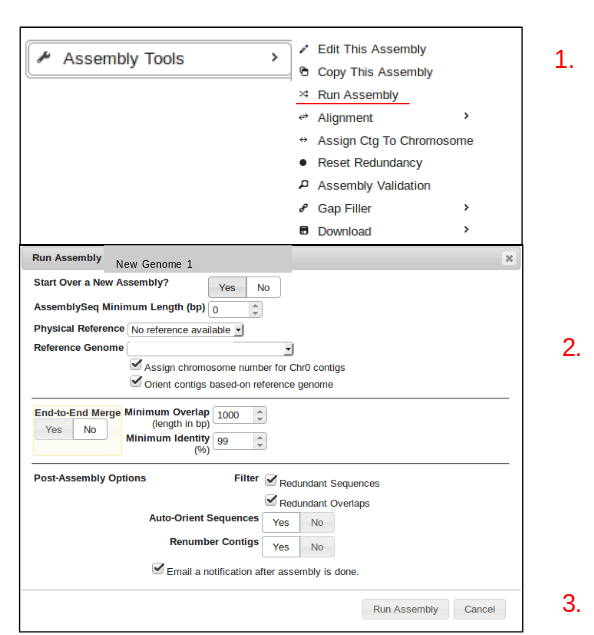 Assembly Tools
Edit This Assembly
Copy This Assembly
Run Assembly
Alignment
Assign Ctg To Chromosome
Reset Redundancy
Assembly Validation
Gap Filler
Download
1.
Run Assembly New Genome 1
Start Over a New Assembly? Yes No
AssemblySeq Minimum Length (bp) 0
Physical Reference No reference available
Reference Genome
Assign chromosome number for Chr0 contigs
Orient contigs based-on reference genome
2.
End-to-End Merge Minimum Overlap 1000
(length in bp)
Yes No
Minimum Identity 99
(%)
Post-Assembly Options Filter Redundant Sequences
Redundant Overlaps
Auto-Orient Sequences Yes No
Renumber Contigs Yes No
Email a notification after assembly is done.
Run Assembly Cancel
3.